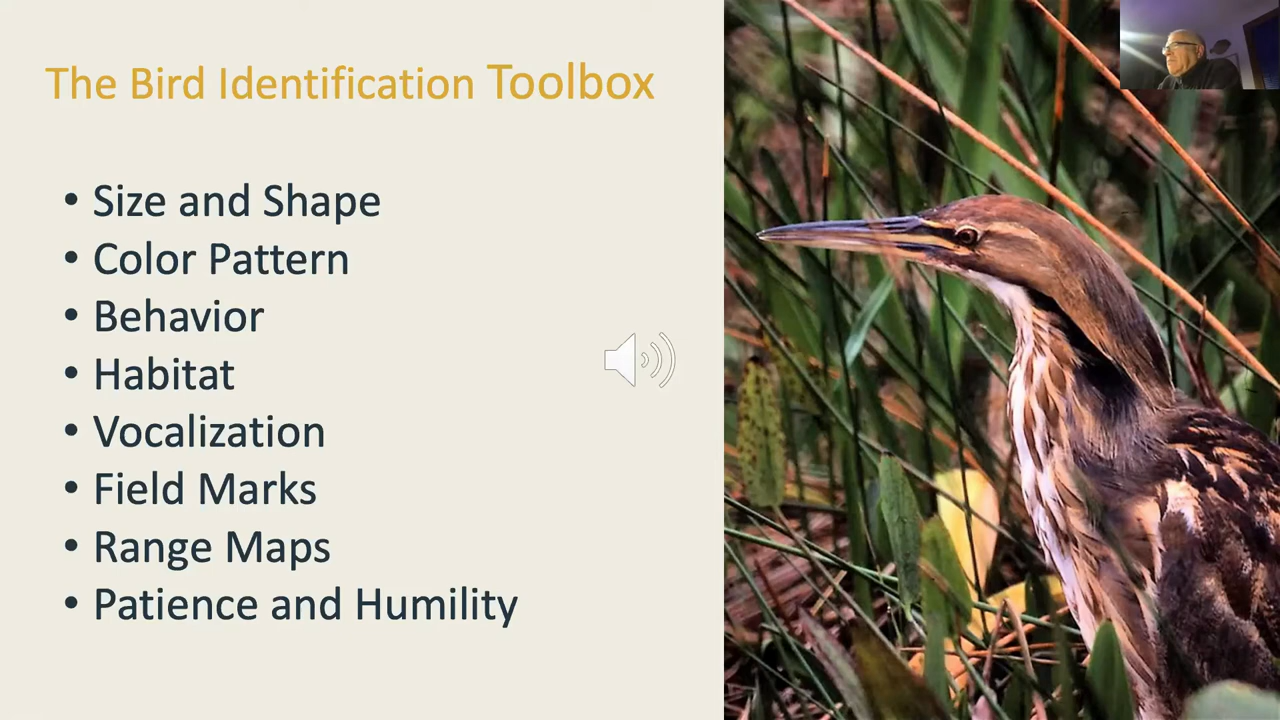 The Bird Identification Toolbox
• Size and Shape
• Color Pattern
• Behavior
• Habitat
• Vocalization
• Field Marks
• Range Maps
• Patience and Humility